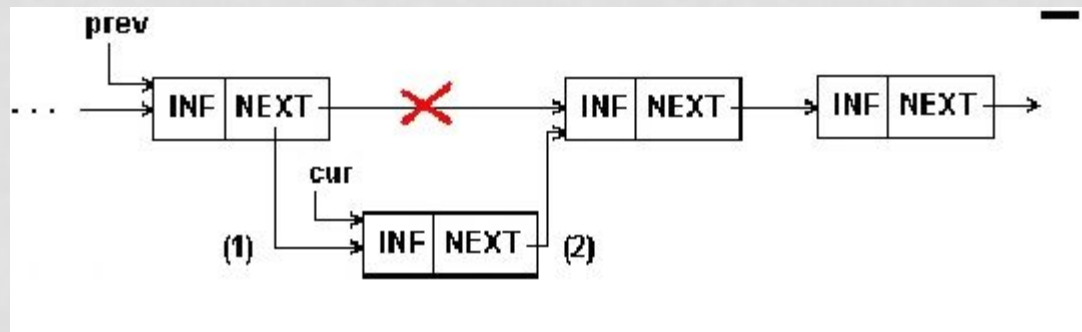 prev
... INF NEXT INF NEXT INF NEXT
cur
(1) INF NEXT (2)